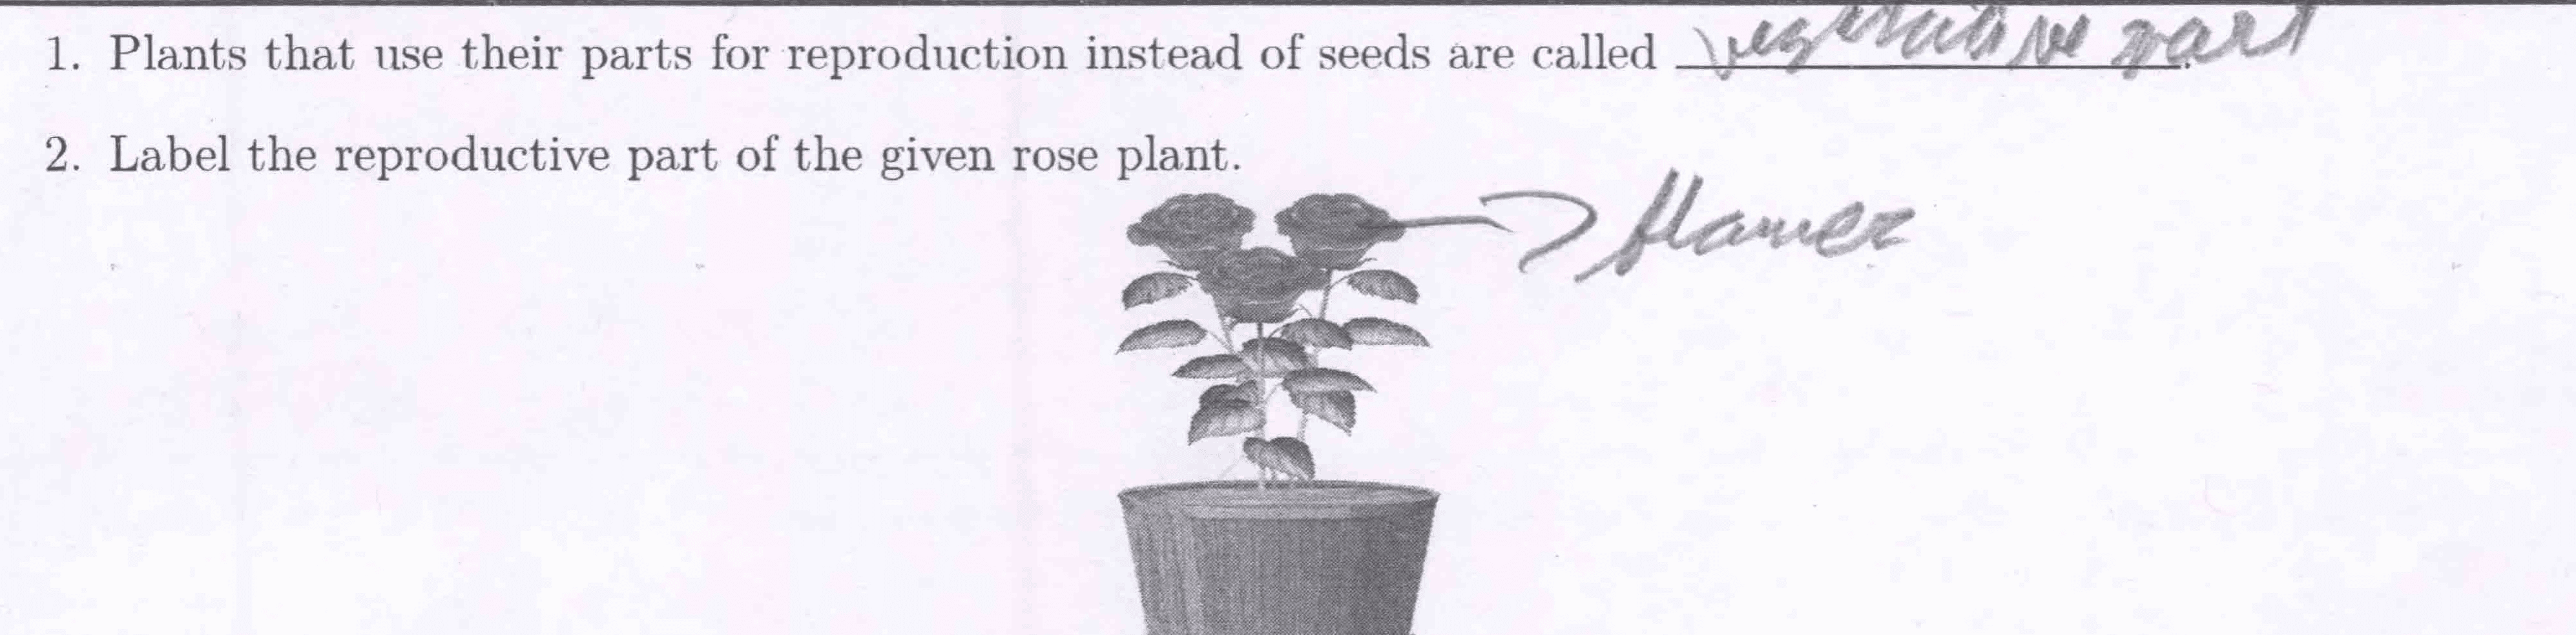 1. Plants that use their parts for reproduction instead of seeds are called vegetative part.
2. Label the reproductive part of the given rose plant.
flower